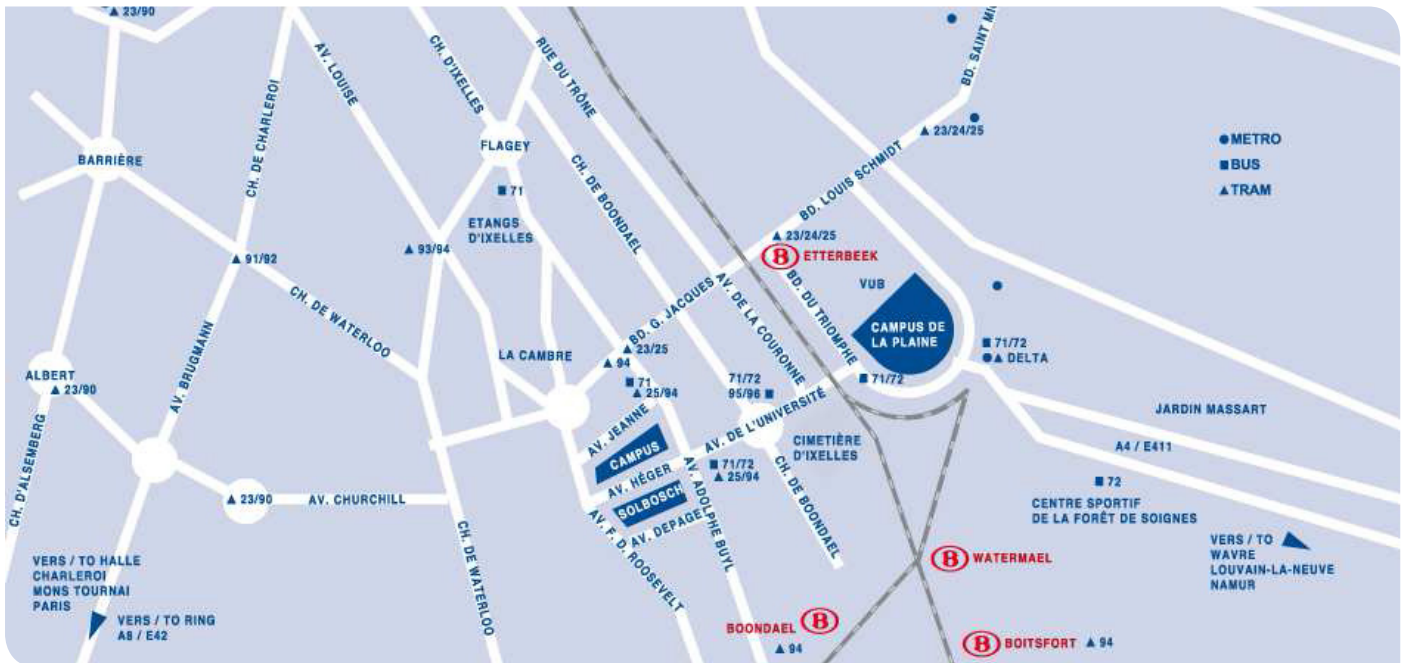 ▲ 23/90
AV. LOUISE
CH. D'IXELLES
RUE DU TRÔNE
BD. SAINT MI
CH. DE CHARLEROI
BARRIÈRE
FLAGEY
■ 71
ETANGS
D'IXELLES
CH. DE BOONDAEL
BD. LOUIS SCHMIDT
▲ 23/24/25
● METRO
■ BUS
▲ TRAM
▲ 91/92
▲ 93/94
▲ 23/24/25
B ETTERBEEK
VUB
CH. DE WATERLOO
BD. G. JACQUES
AV. DE LA COURONNE
BD. DU TRIOMPHE
CAMPUS DE
LA PLAINE
■ 71/72
●▲ DELTA
AV. BRUGMANN
LA CAMBRE
▲ 23/25
▲ 94
■ 71
▲ 25/94
71/72
95/96 ■
■ 71/72
ALBERT
▲ 23/90
AV. JEANNE
CAMPUS
AV. HÉGER
SOLBOSCH
AV. DEPAGE
AV. DE L'UNIVERSITÉ
■ 71/72
▲ 25/94
CIMETIÈRE
D'IXELLES
CH. DE BOONDAEL
JARDIN MASSART
A4 / E411
■ 72
CENTRE SPORTIF
DE LA FORÊT DE SOIGNES
CH. D'ALSEMBERG
▲ 23/90
AV. CHURCHILL
CH. DE WATERLOO
AV. F. D. ROOSEVELT
AV. ADOLPHE BUYL
VERS / TO
WAVRE
LOUVAIN-LA-NEUVE
NAMUR
VERS / TO HALLE
CHARLEROI
MONS TOURNAI
PARIS
VERS / TO RING
A8 / E42
B WATERMAEL
BOONDAEL B
▲ 94
B BOITSFORT ▲ 94